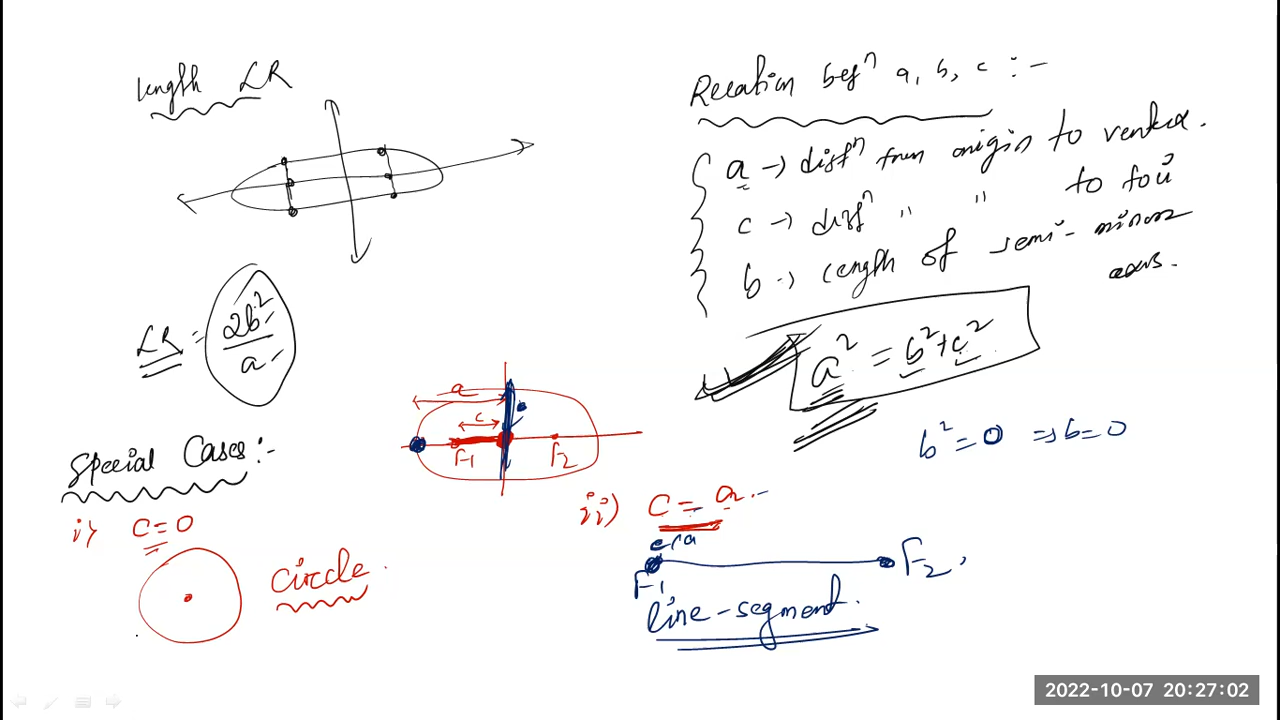 Length LR
LR = 2b²/a
Relation betⁿ a, b, c :-
a → distⁿ from origin to vertex.
c → distⁿ " " to foci
b → length of semi-minor
axis.
a² = b² + c²
b² = 0 ⇒ b = 0
a
c
F1
F2
Special Cases :-
i) c = 0
circle.
ii) c = a.
F1
F2
line-segment.
2022-10-07 20:27:02